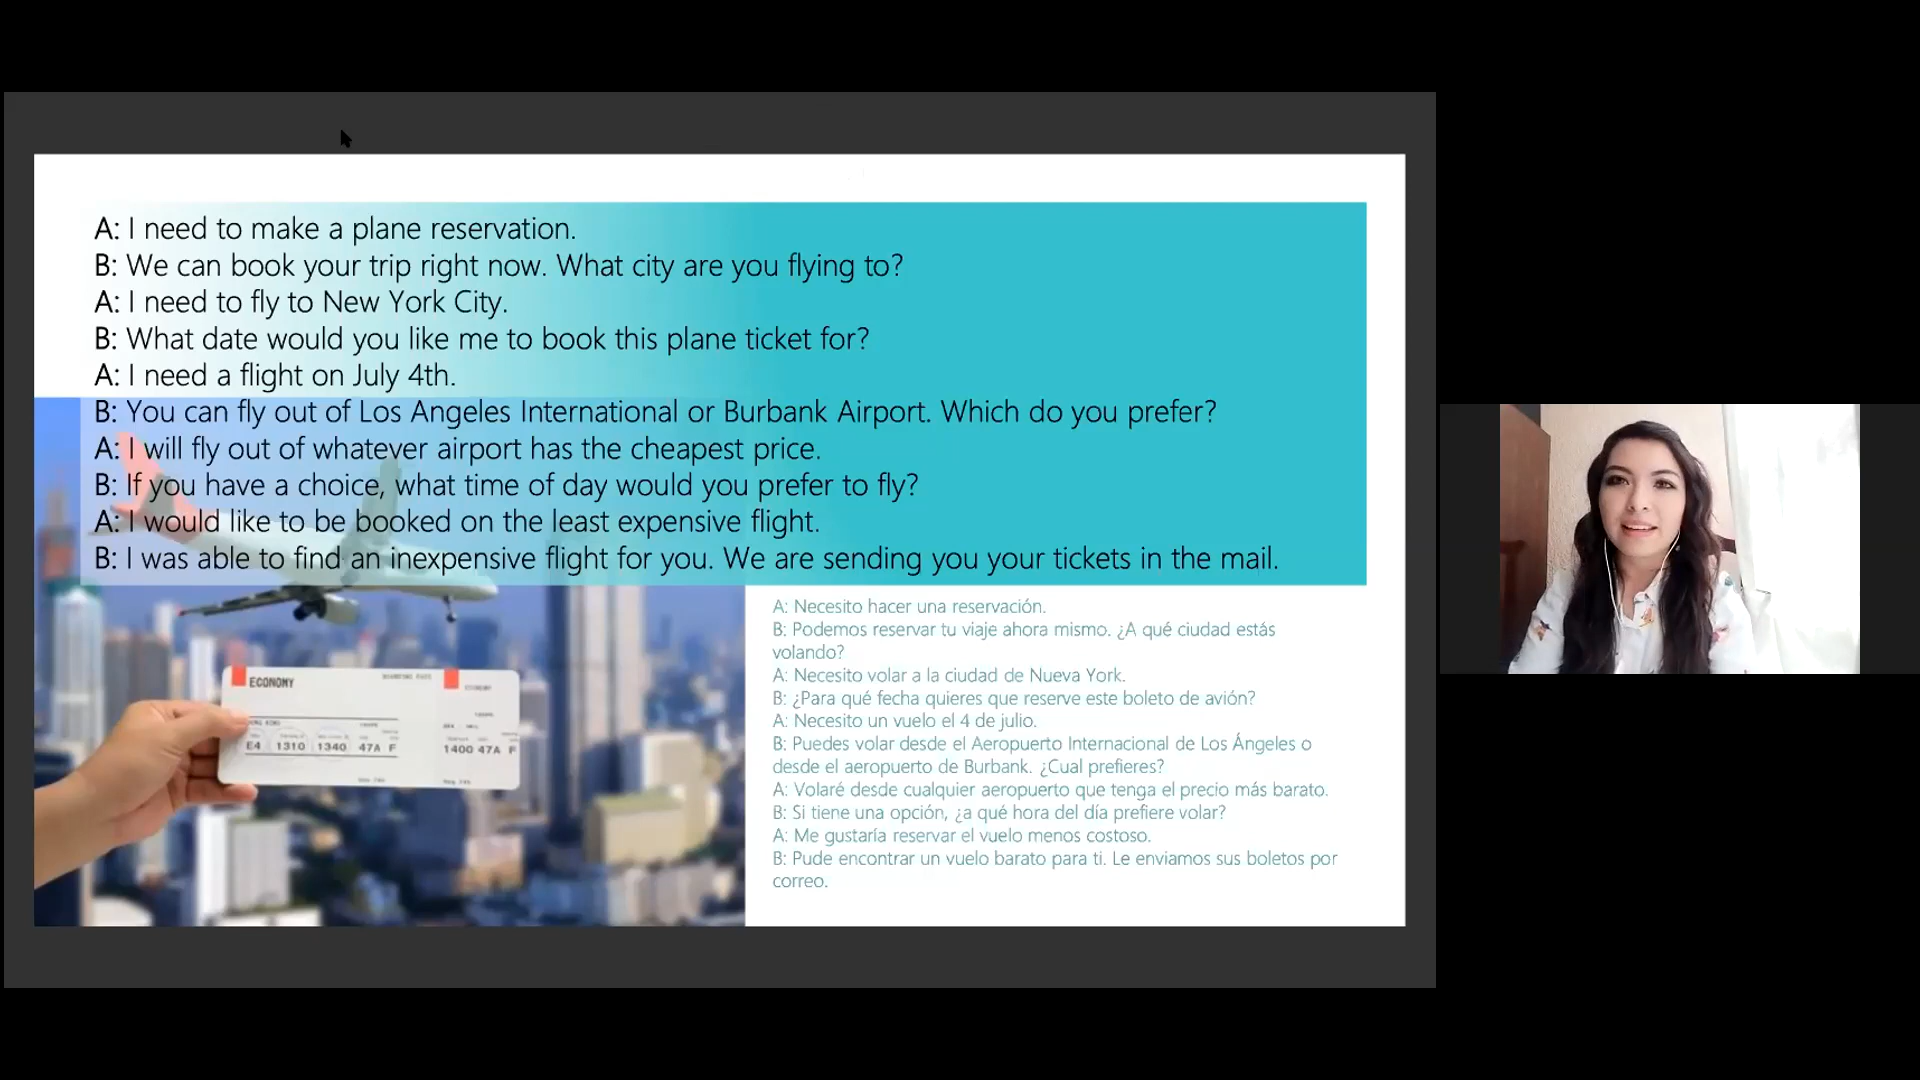 A: I need to make a plane reservation.
B: We can book your trip right now. What city are you flying to?
A: I need to fly to New York City.
B: What date would you like me to book this plane ticket for?
A: I need a flight on July 4th.
B: You can fly out of Los Angeles International or Burbank Airport. Which do you prefer?
A: I will fly out of whatever airport has the cheapest price.
B: If you have a choice, what time of day would you prefer to fly?
A: I would like to be booked on the least expensive flight.
B: I was able to find an inexpensive flight for you. We are sending you your tickets in the mail.
A: Necesito hacer una reservación.
B: Podemos reservar tu viaje ahora mismo. ¿A qué ciudad estás
volando?
A: Necesito volar a la ciudad de Nueva York.
B: ¿Para qué fecha quieres que reserve este boleto de avión?
A: Necesito un vuelo el 4 de julio.
B: Puedes volar desde el Aeropuerto Internacional de Los Ángeles o
desde el aeropuerto de Burbank. ¿Cual prefieres?
A: Volaré desde cualquier aeropuerto que tenga el precio más barato.
B: Si tiene una opción, ¿a qué hora del día prefiere volar?
A: Me gustaría reservar el vuelo menos costoso.
B: Pude encontrar un vuelo barato para ti. Le enviamos sus boletos por
correo.
ECONOMY
ECONOMY
E4 1310 1340 47A F
1400 47A F